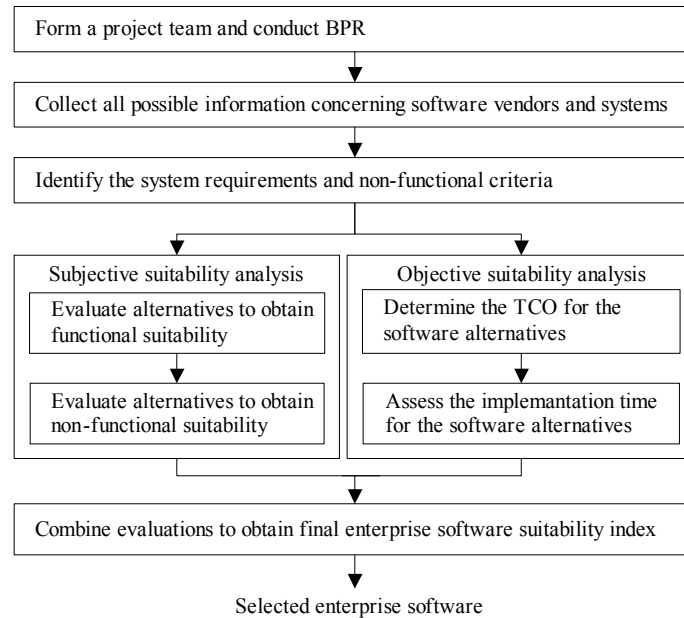 Form a project team and conduct BPR
Collect all possible information concerning software vendors and systems
Identify the system requirements and non-functional criteria
Subjective suitability analysis
Evaluate alternatives to obtain
functional suitability
Evaluate alternatives to obtain
non-functional suitability
Objective suitability analysis
Determine the TCO for the
software alternatives
Assess the implemantation time
for the software alternatives
Combine evaluations to obtain final enterprise software suitability index
Selected enterprise software